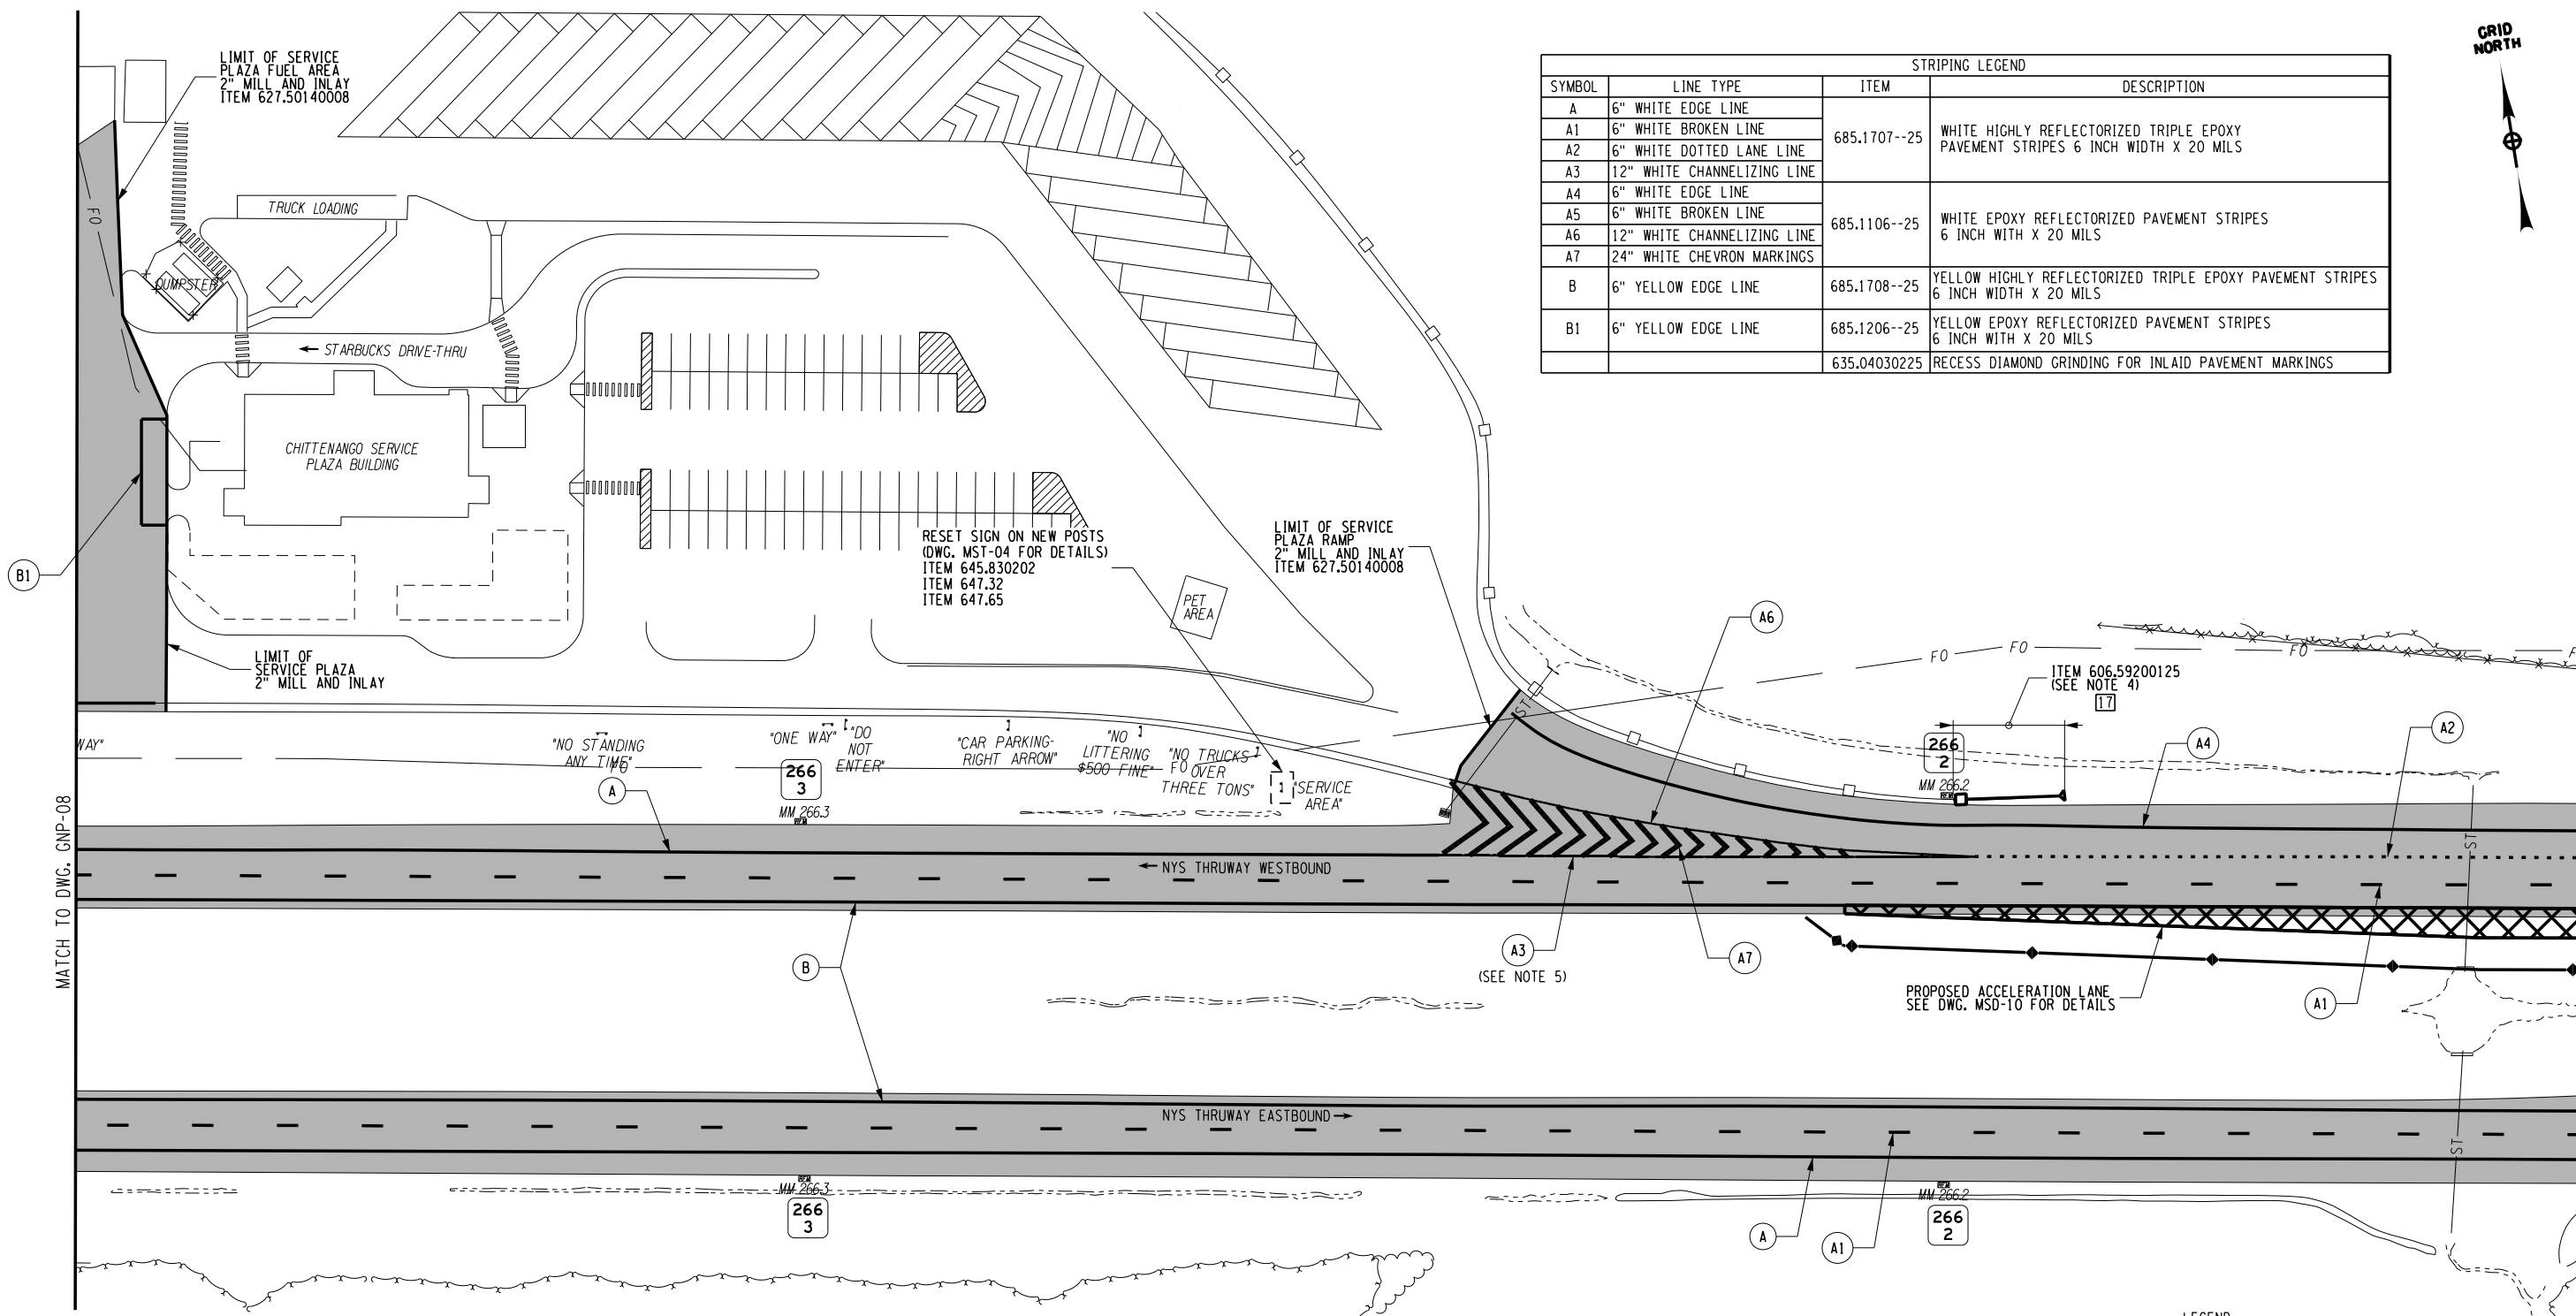 LIMIT OF SERVICE
PLAZA FUEL AREA
2" MILL AND INLAY
ITEM 627.50140008
FO
TRUCK LOADING
DUMPSTER
← STARBUCKS DRIVE-THRU
CHITTENANGO SERVICE
PLAZA BUILDING
B1
LIMIT OF
SERVICE PLAZA
2" MILL AND INLAY
RESET SIGN ON NEW POSTS
(DWG. MST-04 FOR DETAILS)
ITEM 645.830202
ITEM 647.32
ITEM 647.65
PET
AREA
LIMIT OF SERVICE
PLAZA RAMP
2" MILL AND INLAY
ITEM 627.50140008
STRIPING LEGEND
SYMBOL LINE TYPE ITEM DESCRIPTION
A 6" WHITE EDGE LINE
A1 6" WHITE BROKEN LINE
A2 6" WHITE DOTTED LANE LINE
A3 12" WHITE CHANNELIZING LINE
685.1707--25 WHITE HIGHLY REFLECTORIZED TRIPLE EPOXY
PAVEMENT STRIPES 6 INCH WIDTH X 20 MILS
A4 6" WHITE EDGE LINE
A5 6" WHITE BROKEN LINE
A6 12" WHITE CHANNELIZING LINE
A7 24" WHITE CHEVRON MARKINGS
685.1106--25 WHITE EPOXY REFLECTORIZED PAVEMENT STRIPES
6 INCH WITH X 20 MILS
B 6" YELLOW EDGE LINE 685.1708--25 YELLOW HIGHLY REFLECTORIZED TRIPLE EPOXY PAVEMENT STRIPES
6 INCH WIDTH X 20 MILS
B1 6" YELLOW EDGE LINE 685.1206--25 YELLOW EPOXY REFLECTORIZED PAVEMENT STRIPES
6 INCH WITH X 20 MILS
635.04030225 RECESS DIAMOND GRINDING FOR INLAID PAVEMENT MARKINGS
GRID
NORTH
A6
FO
FO
FO
ITEM 606.59200125
(SEE NOTE 4)
17
A2
A4
266
2
MM 266.2
ST
WAY"
"NO STANDING
ANY TIME"
FO
"ONE WAY"
"DO
NOT
ENTER"
"CAR PARKING-
RIGHT ARROW"
"NO
LITTERING
$500 FINE"
FO
"NO TRUCKS
OVER
THREE TONS"
"SERVICE
AREA"
266
3
MM 266.3
A
← NYS THRUWAY WESTBOUND
ST
MATCH TO DWG. GNP-08
B
A3
(SEE NOTE 5)
A7
PROPOSED ACCELERATION LANE
SEE DWG. MSD-10 FOR DETAILS
A1
NYS THRUWAY EASTBOUND →
ST
MM 266.3
266
3
MM 266.2
266
2
A
A1
LEGEND